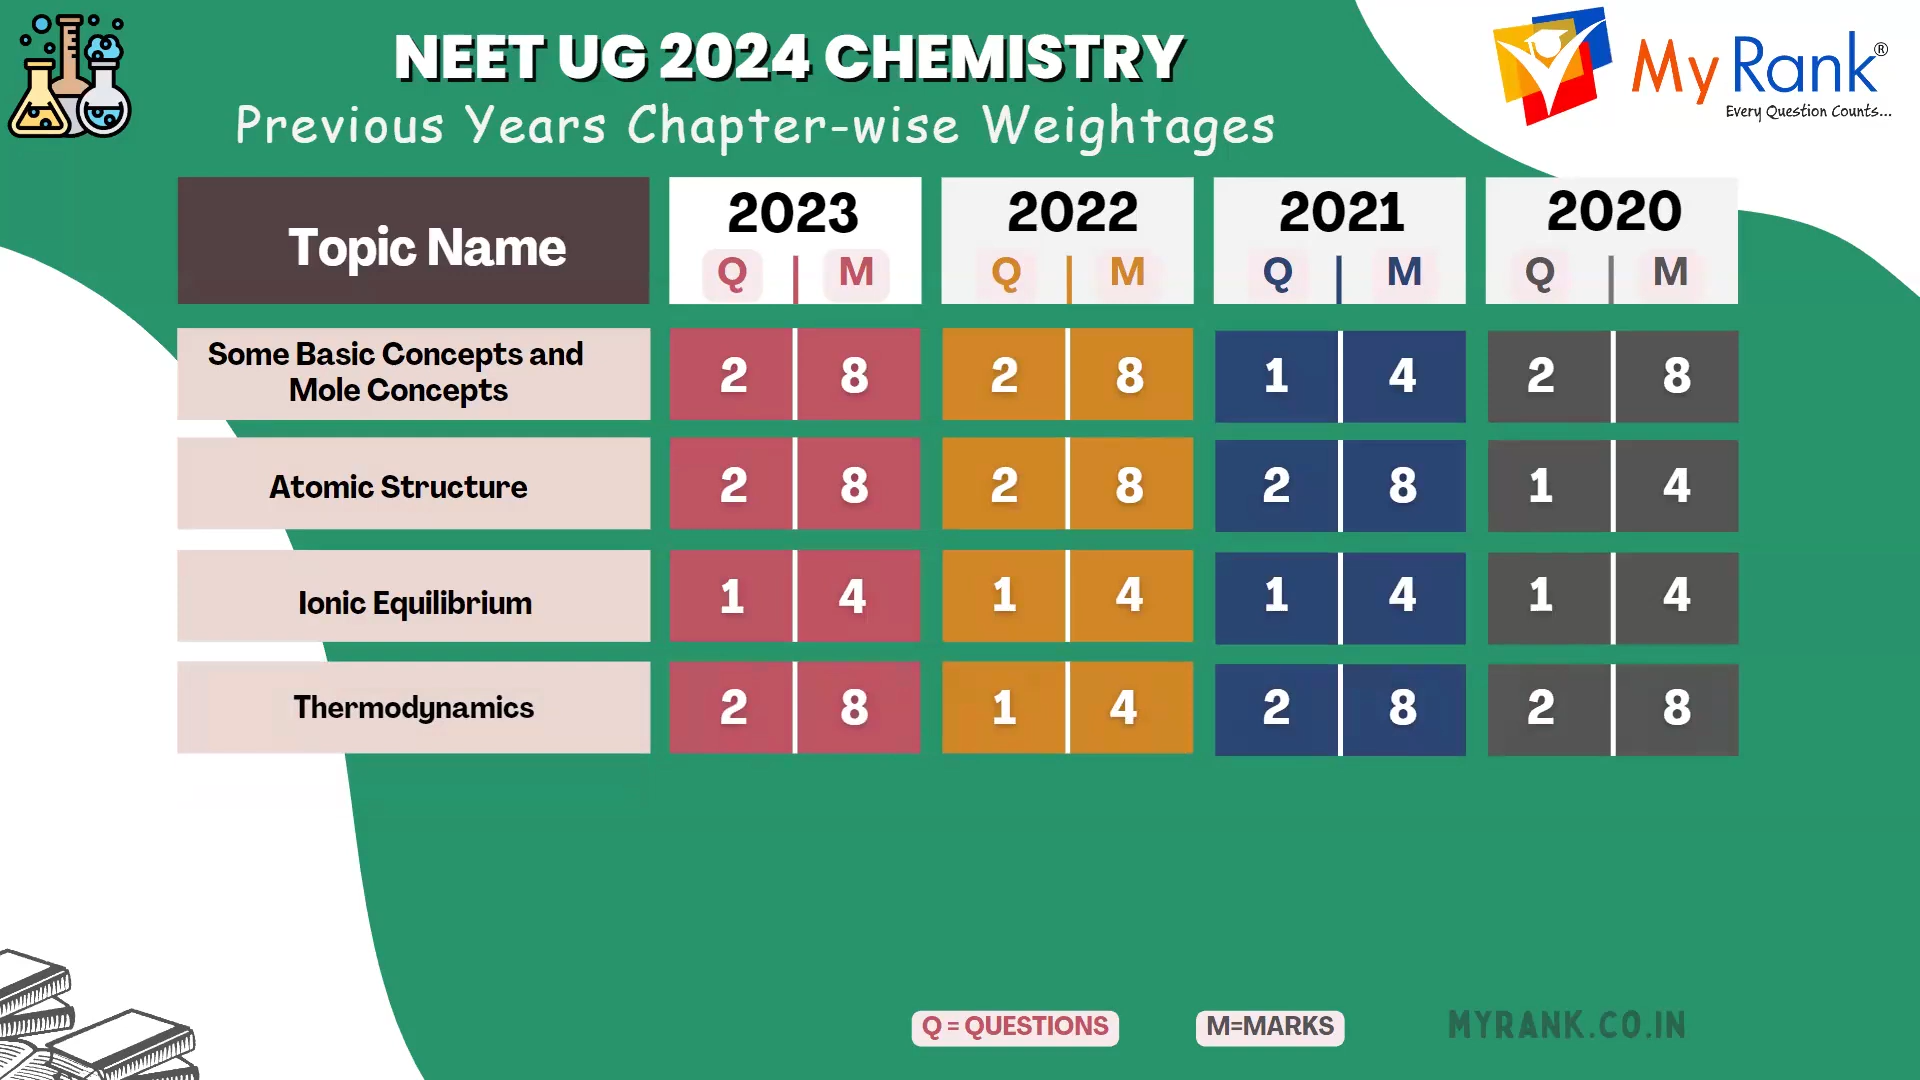 NEET UG 2024 CHEMISTRY
Previous Years Chapter-wise Weightages
My Rank®
Every Question Counts...
Topic Name
2023
Q | M
2022
Q | M
2021
Q | M
2020
Q | M
Some Basic Concepts and
Mole Concepts
2 8 2 8 1 4 2 8
Atomic Structure
2 8 2 8 2 8 1 4
Ionic Equilibrium
1 4 1 4 1 4 1 4
Thermodynamics
2 8 1 4 2 8 2 8
Q = QUESTIONS
M=MARKS
MYRANK.CO.IN